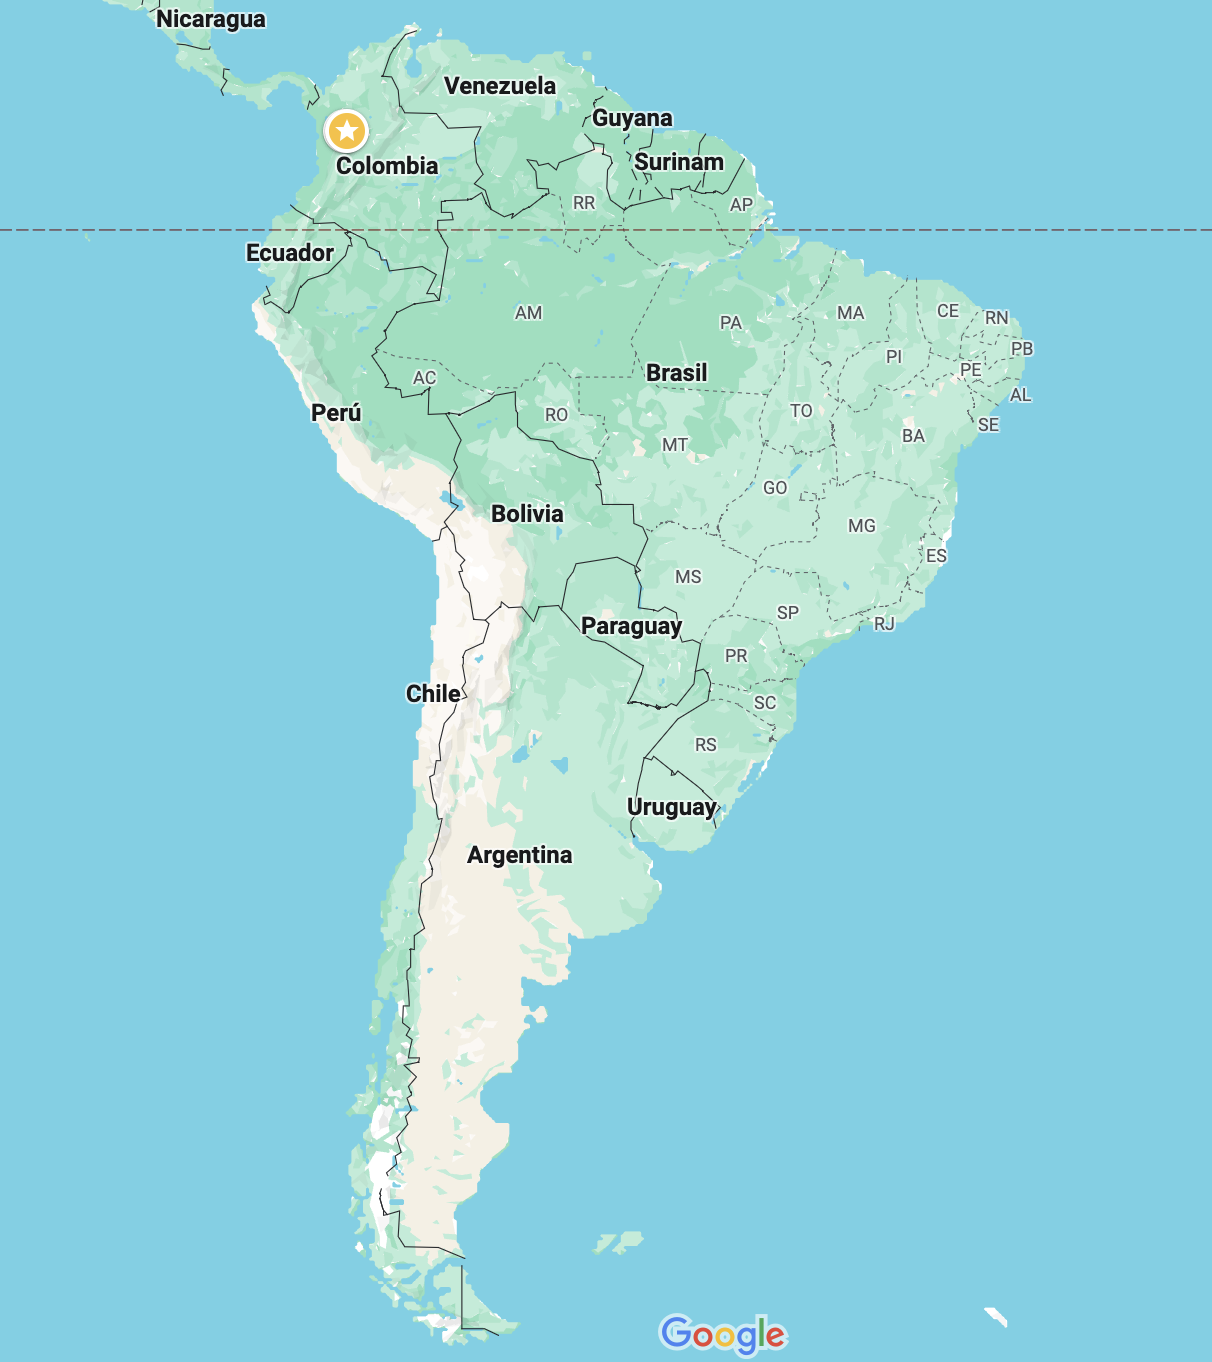 Nicaragua
Venezuela
Guyana
Colombia
Surinam
RR
AP
Ecuador
AM
PA
MA
CE
RN
PB
PI
PE
Brasil
AC
AL
Perú
RO
TO
SE
MT
BA
GO
Bolivia
MG
ES
MS
SP
RJ
Paraguay
PR
Chile
SC
RS
Uruguay
Argentina
Google